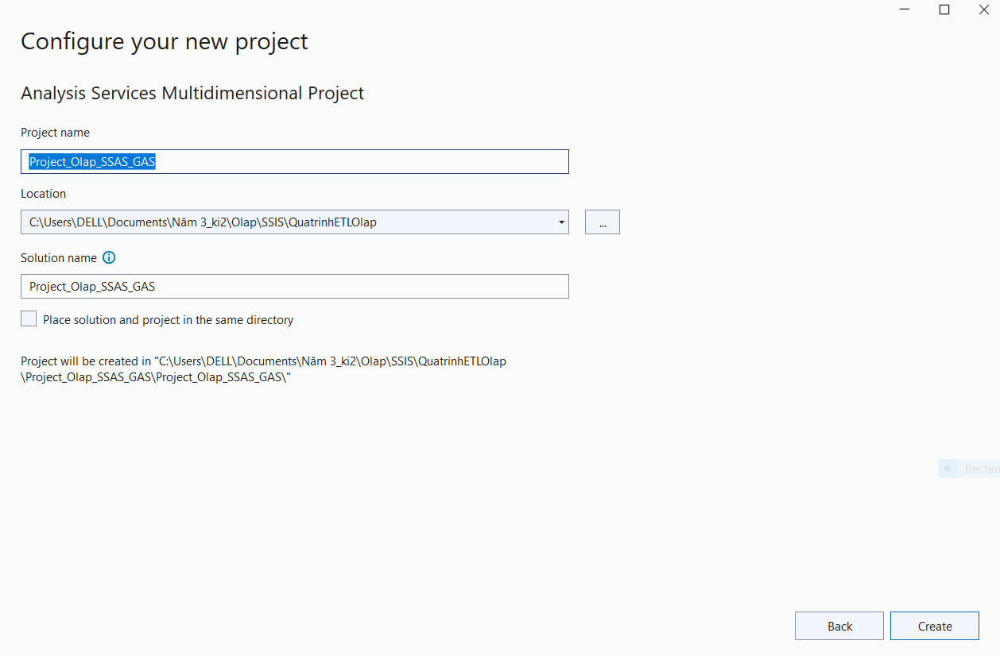 Configure your new project
Analysis Services Multidimensional Project
Project name
Project_Olap_SSAS_GAS
Location
C:\Users\DELL\Documents\Năm 3_ki2\Olap\SSIS\QuatrinhETLOlap
...
Solution name
Project_Olap_SSAS_GAS
Place solution and project in the same directory
Project will be created in "C:\Users\DELL\Documents\Năm 3_ki2\Olap\SSIS\QuatrinhETLOlap
\Project_Olap_SSAS_GAS\Project_Olap_SSAS_GAS\"
Rectan
Back
Create